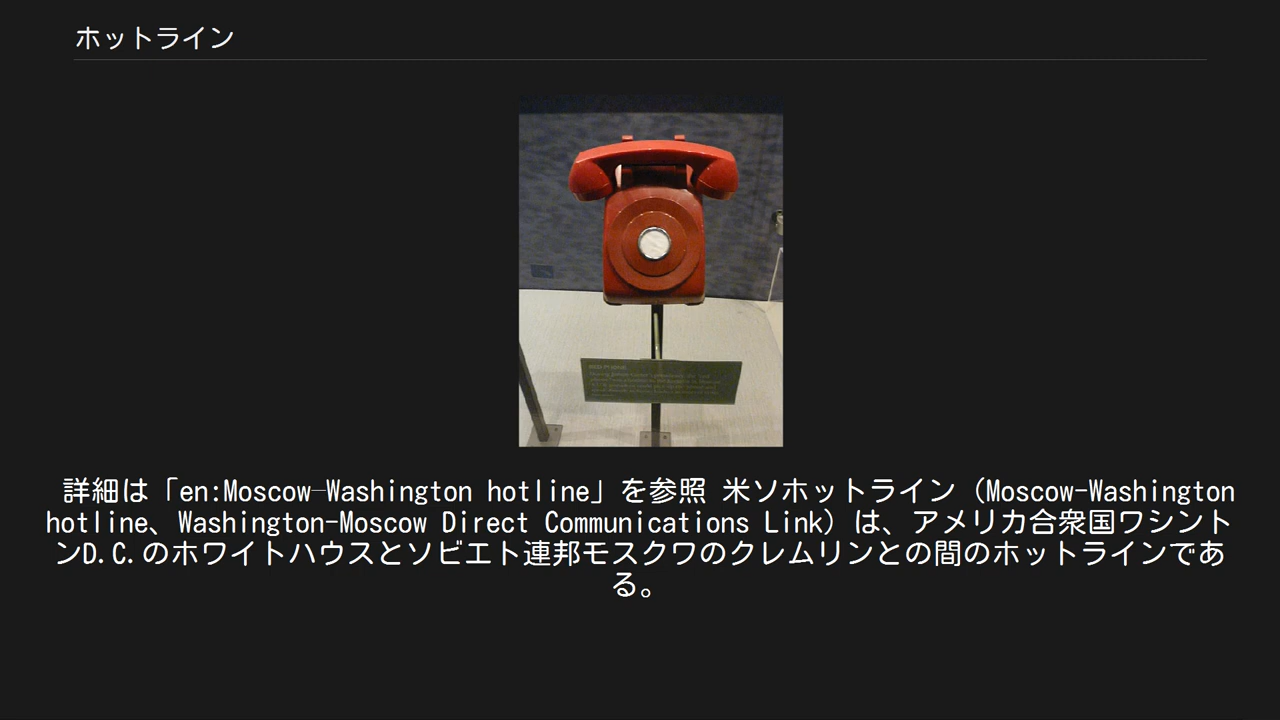 ホットライン
RED PHONE
詳細は「en:Moscow–Washington hotline」を参照 米ソホットライン（Moscow-Washington
hotline、Washington-Moscow Direct Communications Link）は、アメリカ合衆国ワシント
ンD.C.のホワイトハウスとソビエト連邦モスクワのクレムリンとの間のホットラインであ
る。